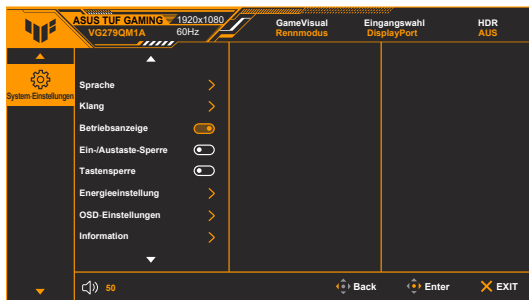 ASUS TUF GAMING 1920x1080
VG279QM1A 60Hz
GameVisual
Rennmodus
Eingangswahl
DisplayPort
HDR
AUS
System-Einstellungen
Sprache
Klang
Betriebsanzeige
Ein-/Austaste-Sperre
Tastensperre
Energieeinstellung
OSD-Einstellungen
Information
50
Back
Enter
EXIT